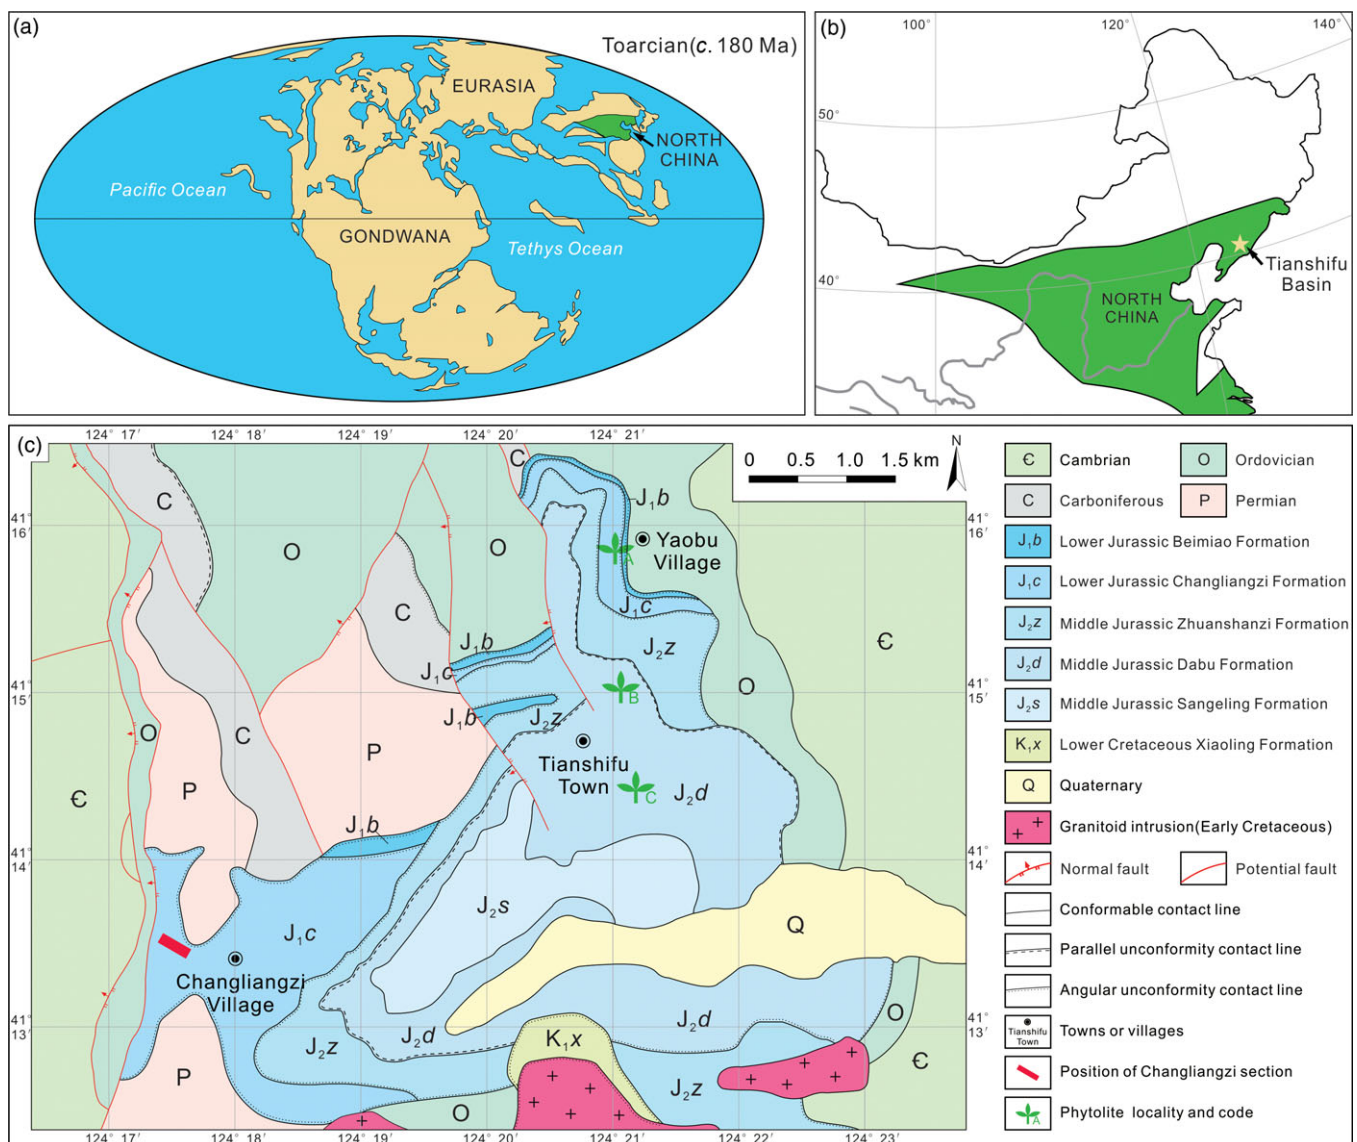 (a)
Toarcian(c. 180 Ma)
EURASIA
NORTH
CHINA
Pacific Ocean
GONDWANA
Tethys Ocean
(b)
100°
120°
140°
50°
40°
NORTH
CHINA
Tianshifu
Basin
(c)
124° 17′
124° 18′
124° 19′
124° 20′
124° 21′
N
0 0.5 1.0 1.5 km
41°
16′
41°
16′
41°
15′
41°
15′
41°
14′
41°
14′
41°
13′
41°
13′
C
C
J₁b
O
O
Yaobu
Village
A
C
J₁c
Є
J₁b
J₂z
J₁c
O
B
J₁b
J₂z
O
C
P
Tianshifu
Town
P
Є
C
J₂d
J₁b
J₂s
Q
J₁c
Changliangzi
Village
O
J₂d
J₂d
K₁x
J₂z
Є
P
J₂z
O
124° 17′
124° 18′
124° 19′
124° 20′
124° 21′
124° 22′
124° 23′
Є Cambrian
O Ordovician
C Carboniferous
P Permian
J₁b Lower Jurassic Beimiao Formation
J₁c Lower Jurassic Changliangzi Formation
J₂z Middle Jurassic Zhuanshanzi Formation
J₂d Middle Jurassic Dabu Formation
J₂s Middle Jurassic Sangeling Formation
K₁x Lower Cretaceous Xiaoling Formation
Q Quaternary
Granitoid intrusion(Early Cretaceous)
Normal fault
Potential fault
Conformable contact line
Parallel unconformity contact line
Angular unconformity contact line
Tianshifu
Town
Towns or villages
Position of Changliangzi section
A
Phytolite locality and code